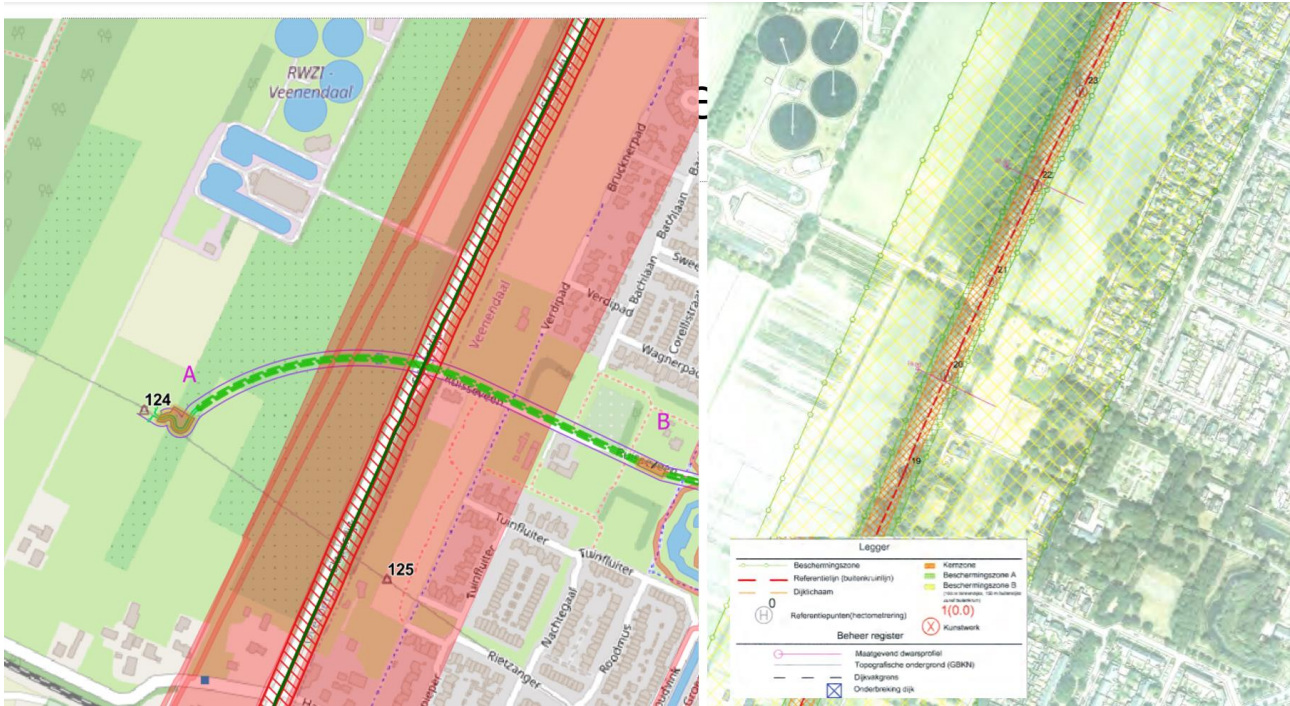 RWZI
Veenendaal
Brucknerpad
Bachlaan
Bachlaan
Verdipad
Verdipad
Veenendaal
Wagnerpad
A
124
B
125
Tuinfluiter
Tuinfluiter
Tuinfluiter
Nachtegaal
Roodmus
Rietzanger
e
23
22
21
20
19
Legger
Beschermingszone
Referentielijn (buitenkruinlijn)
Dijklichaam
0
H
Referentiepunten(hectometrering)
Kernzone
Beschermingszone A
Beschermingszone B
1(0.0)
X Kunstwerk
Beheer register
Maatgevend dwarsprofiel
Topografische ondergrond (GBKN)
Dijkvakgrens
Onderbreking dijk